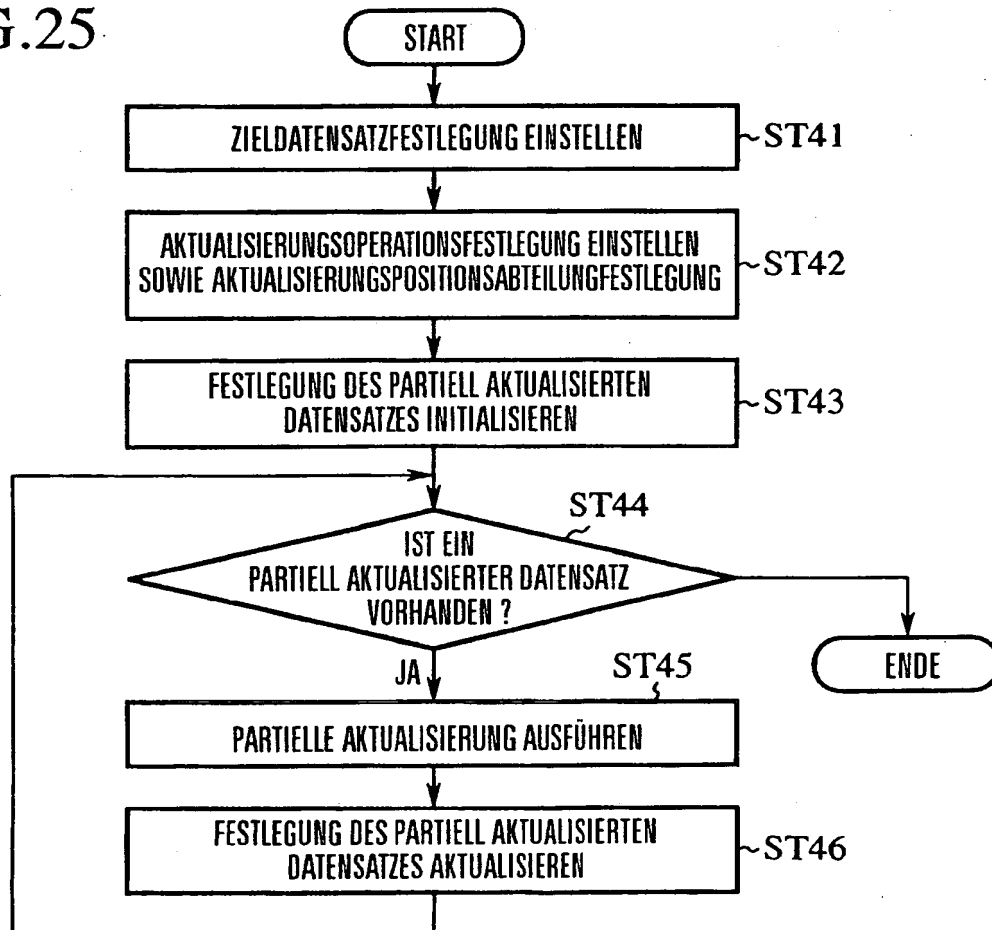 G.25
START
ZIELDATENSATZFESTLEGUNG EINSTELLEN
~ST41
AKTUALISIERUNGSOPERATIONSFESTLEGUNG EINSTELLEN
SOWIE AKTUALISIERUNGSPOSITIONSABTEILUNGFESTLEGUNG
~ST42
FESTLEGUNG DES PARTIELL AKTUALISIERTEN
DATENSATZES INITIALISIEREN
~ST43
ST44
IST EIN
PARTIELL AKTUALISIERTER DATENSATZ
VORHANDEN ?
ENDE
JA
ST45
PARTIELLE AKTUALISIERUNG AUSFÜHREN
FESTLEGUNG DES PARTIELL AKTUALISIERTEN
DATENSATZES AKTUALISIEREN
~ST46